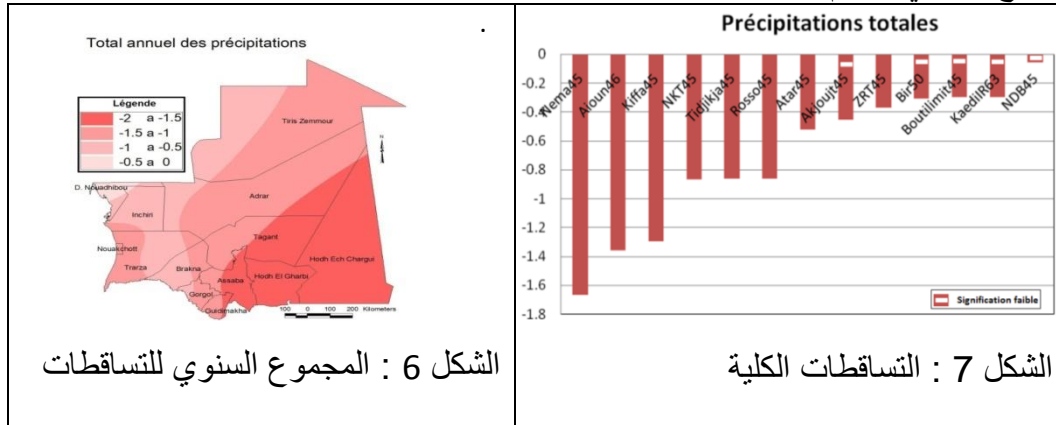 .
Total annuel des précipitations
Légende
-2 a -1.5
-1.5 a -1
-1 a -0.5
-0.5 a 0
Tiris Zemmour
N
D. Nouadhibou
Adrar
Inchiri
Nouakchott
Tagant
Trarza
Brakna
Hodh Ech Chargui
Assaba
Hodh El Gharbi
Gorgol
Guidimakha
100 0 100 200 Kilometers
الشكل 6 : المجموع السنوي للتساقطات
Précipitations totales
0
-0.2
-0.4
-0.6
-0.8
-1
-1.2
-1.4
-1.6
-1.8
Nema45
Aioun46
Kiffa45
NKT45
Tidjikja45
Rosso45
Atar45
Akjoujt45
ZRT45
Bir50
Boutilimit45
KaediIR63
NDB45
Signification faible
الشكل 7 : التساقطات الكلية